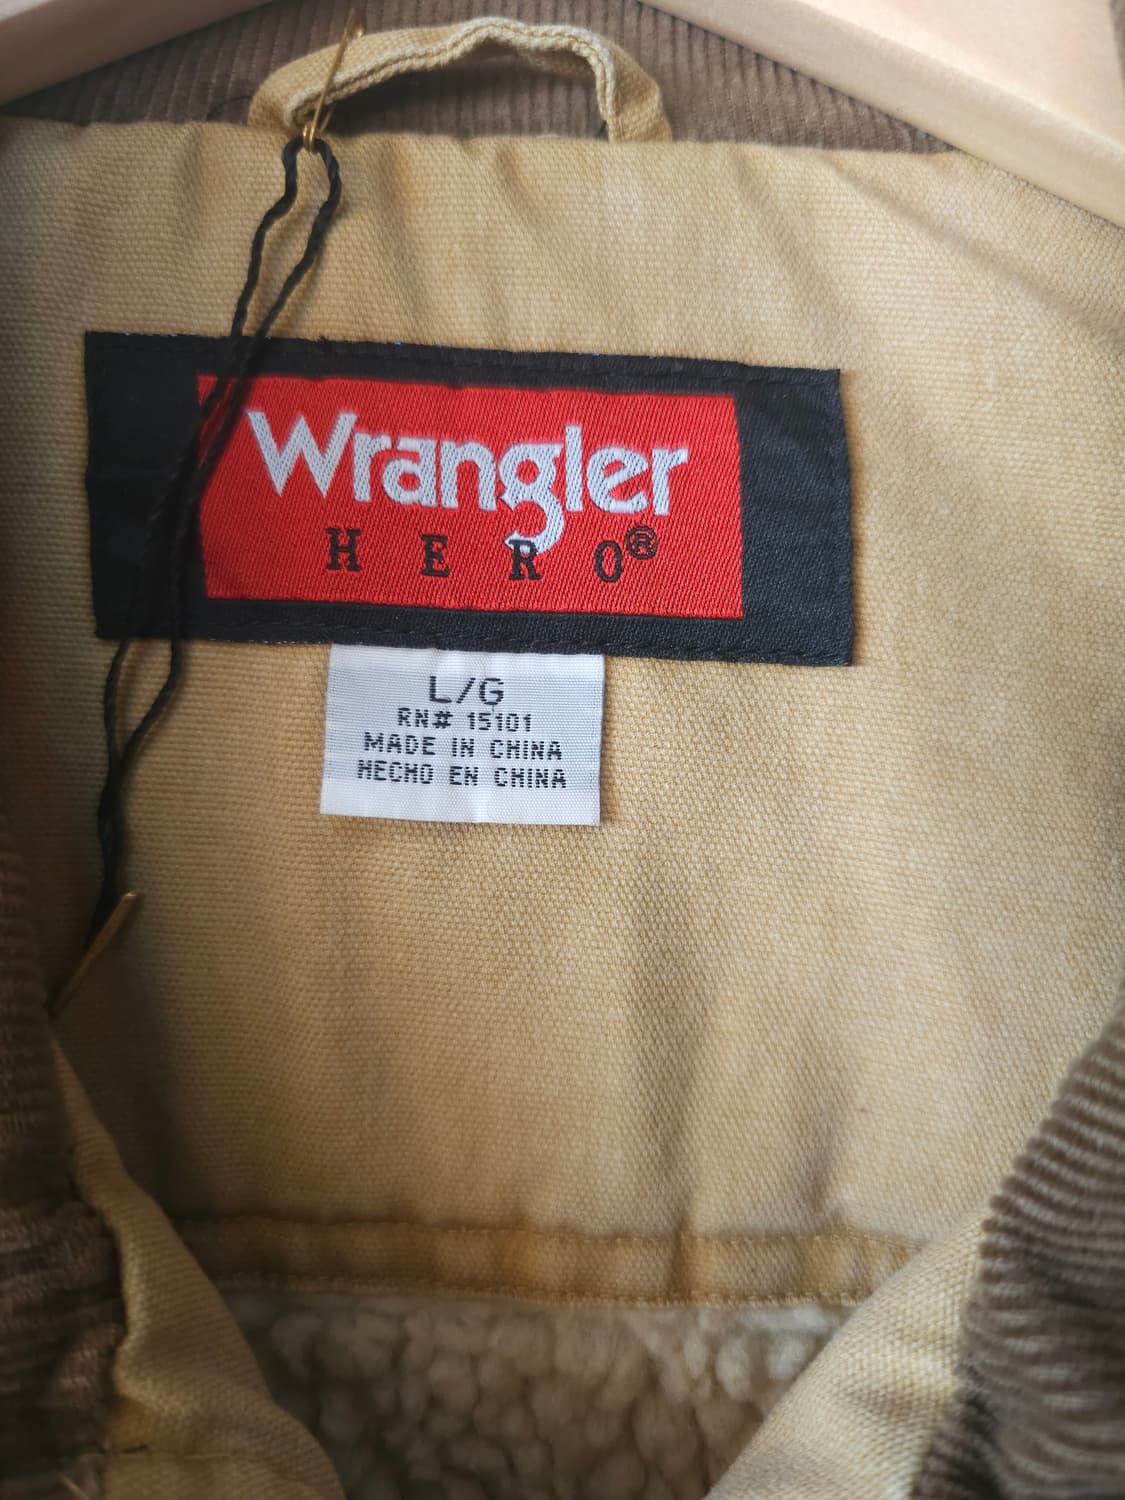 Wrangler
HERO®
L/G
RN# 15101
MADE IN CHINA
HECHO EN CHINA